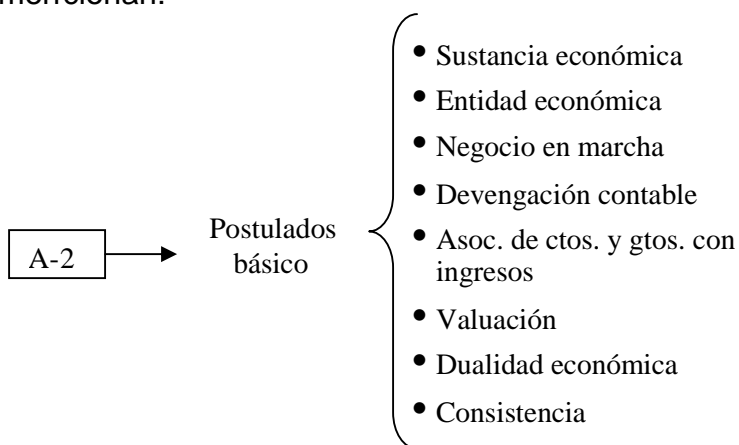 • Sustancia económica
• Entidad económica
• Negocio en marcha
• Devengación contable
A-2
Postulados
básico
• Asoc. de ctos. y gtos. con
ingresos
• Valuación
• Dualidad económica
• Consistencia